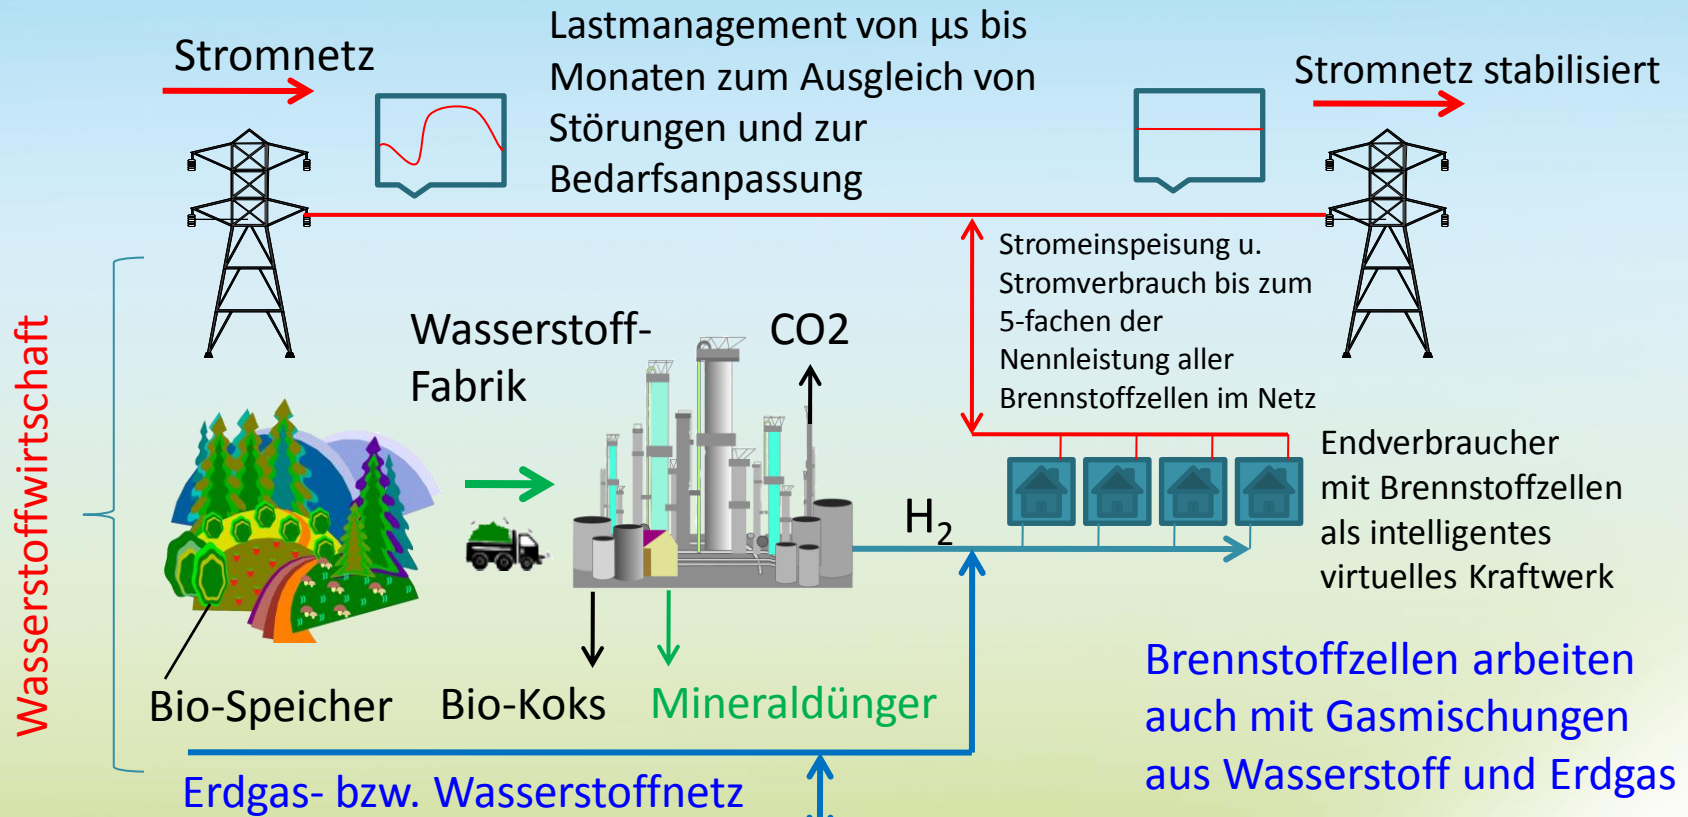 Stromnetz
Lastmanagement von µs bis
Monaten zum Ausgleich von
Störungen und zur
Bedarfsanpassung
Stromnetz stabilisiert
Stromeinspeisung u.
Stromverbrauch bis zum
5-fachen der
Nennleistung aller
Brennstoffzellen im Netz
Wasserstoffwirtschaft
Wasserstoff-
Fabrik
CO2
H₂
Endverbraucher
mit Brennstoffzellen
als intelligentes
virtuelles Kraftwerk
Bio-Speicher
Bio-Koks
Mineraldünger
Brennstoffzellen arbeiten
auch mit Gasmischungen
aus Wasserstoff und Erdgas
Erdgas- bzw. Wasserstoffnetz